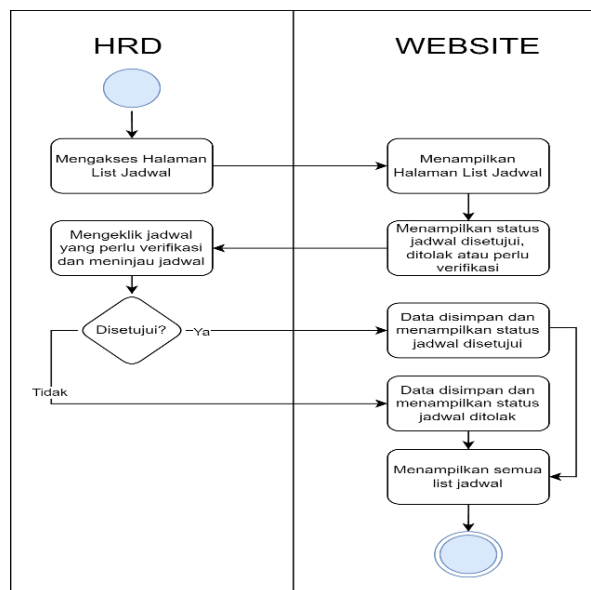 HRD
WEBSITE
Mengakses Halaman
List Jadwal
Menampilkan
Halaman List Jadwal
Menampilkan status
jadwal disetujui,
ditolak atau perlu
verifikasi
Mengeklik jadwal
yang perlu verifikasi
dan meninjau jadwal
Disetujui?
Ya
Data disimpan dan
menampilkan status
jadwal disetujui
Tidak
Data disimpan dan
menampilkan status
jadwal ditolak
Menampilkan semua
list jadwal